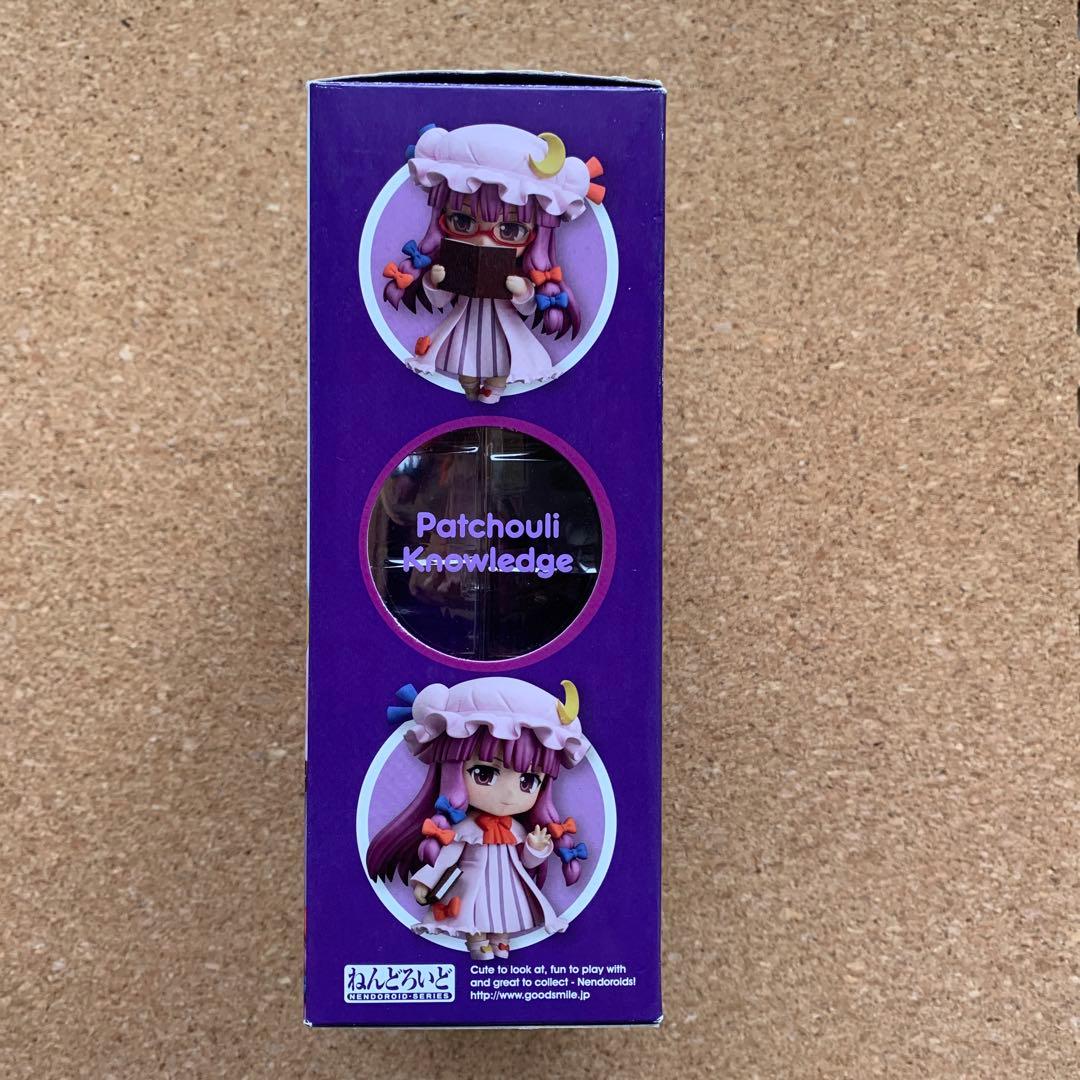 Patchouli
Knowledge
ねんどろいど
NENDOROID-SERIES
Cute to look at, fun to play with
and great to collect - Nendoroids!
http://www.goodsmile.jp